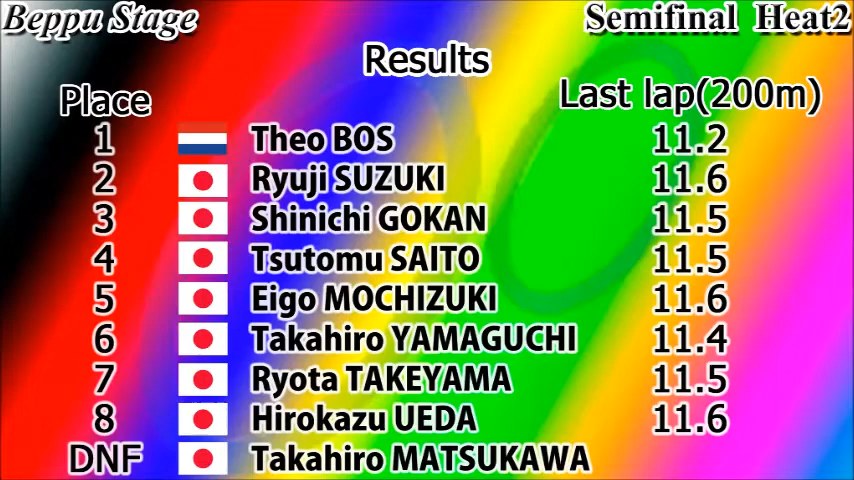 Beppu Stage Semifinal Heat2
Results
Place Last lap(200m)
1 Theo BOS 11.2
2 Ryuji SUZUKI 11.6
3 Shinichi GOKAN 11.5
4 Tsutomu SAITO 11.5
5 Eigo MOCHIZUKI 11.6
6 Takahiro YAMAGUCHI 11.4
7 Ryota TAKEYAMA 11.5
8 Hirokazu UEDA 11.6
DNF Takahiro MATSUKAWA